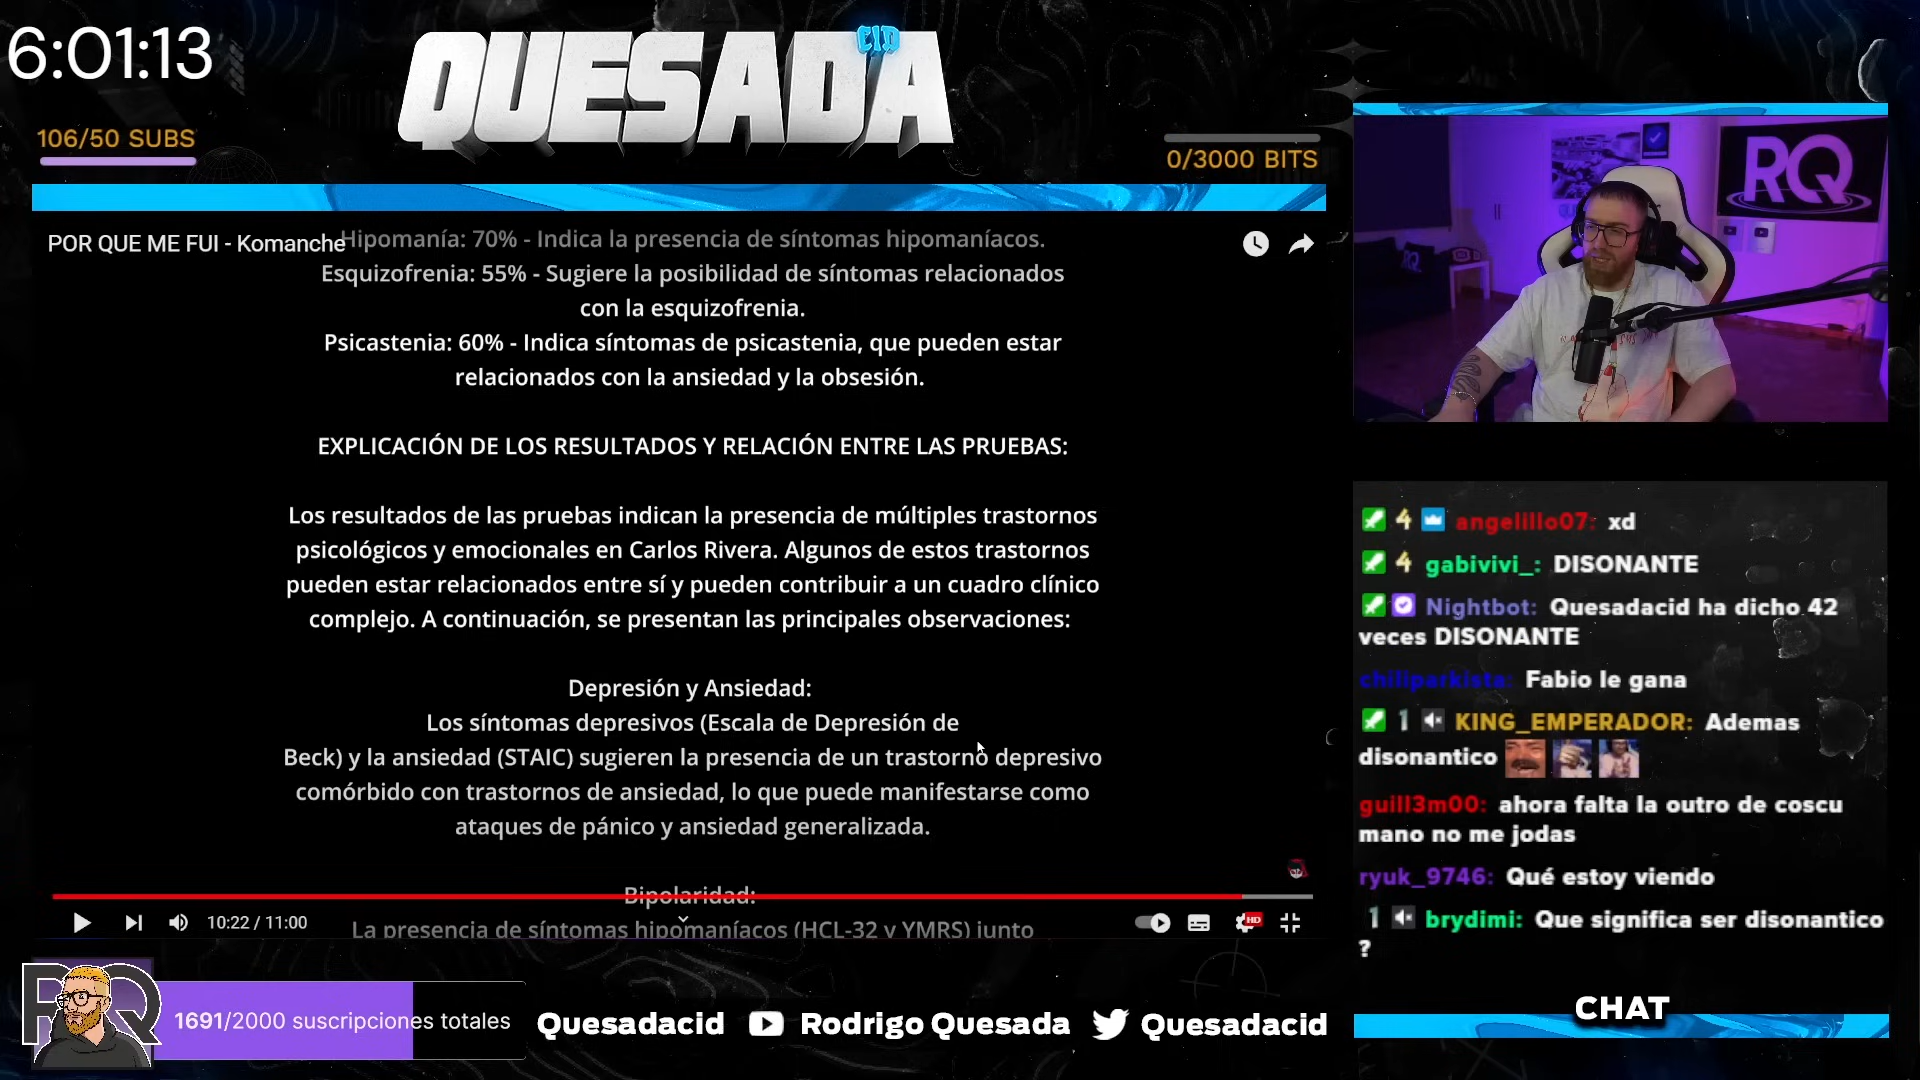 6:01:13
QUESADA
CID
106/50 SUBS
0/3000 BITS
POR QUE ME FUI - Komanche
Hipomanía: 70% - Indica la presencia de síntomas hipomaníacos.
Esquizofrenia: 55% - Sugiere la posibilidad de síntomas relacionados
con la esquizofrenia.
Psicastenia: 60% - Indica síntomas de psicastenia, que pueden estar
relacionados con la ansiedad y la obsesión.
EXPLICACIÓN DE LOS RESULTADOS Y RELACIÓN ENTRE LAS PRUEBAS:
Los resultados de las pruebas indican la presencia de múltiples trastornos
psicológicos y emocionales en Carlos Rivera. Algunos de estos trastornos
pueden estar relacionados entre sí y pueden contribuir a un cuadro clínico
complejo. A continuación, se presentan las principales observaciones:
Depresión y Ansiedad:
Los síntomas depresivos (Escala de Depresión de
Beck) y la ansiedad (STAIC) sugieren la presencia de un trastorno depresivo
comórbido con trastornos de ansiedad, lo que puede manifestarse como
ataques de pánico y ansiedad generalizada.
Bipolaridad:
La presencia de síntomas hipomaníacos (HCL-32 y YMRS) junto
10:22 / 11:00
HD
RQ
RQ
4 angelillo07: xd
4 gabivivi_: DISONANTE
Nightbot: Quesadacid ha dicho 42
veces DISONANTE
chiliparkista: Fabio le gana
1 KING_EMPERADOR: Ademas
disonantico
guill3m00: ahora falta la outro de coscu
mano no me jodas
ryuk_9746: Qué estoy viendo
1 brydimi: Que significa ser disonantico
?
CHAT
RQ
1691/2000 suscripciones totales
Quesadacid
Rodrigo Quesada
Quesadacid